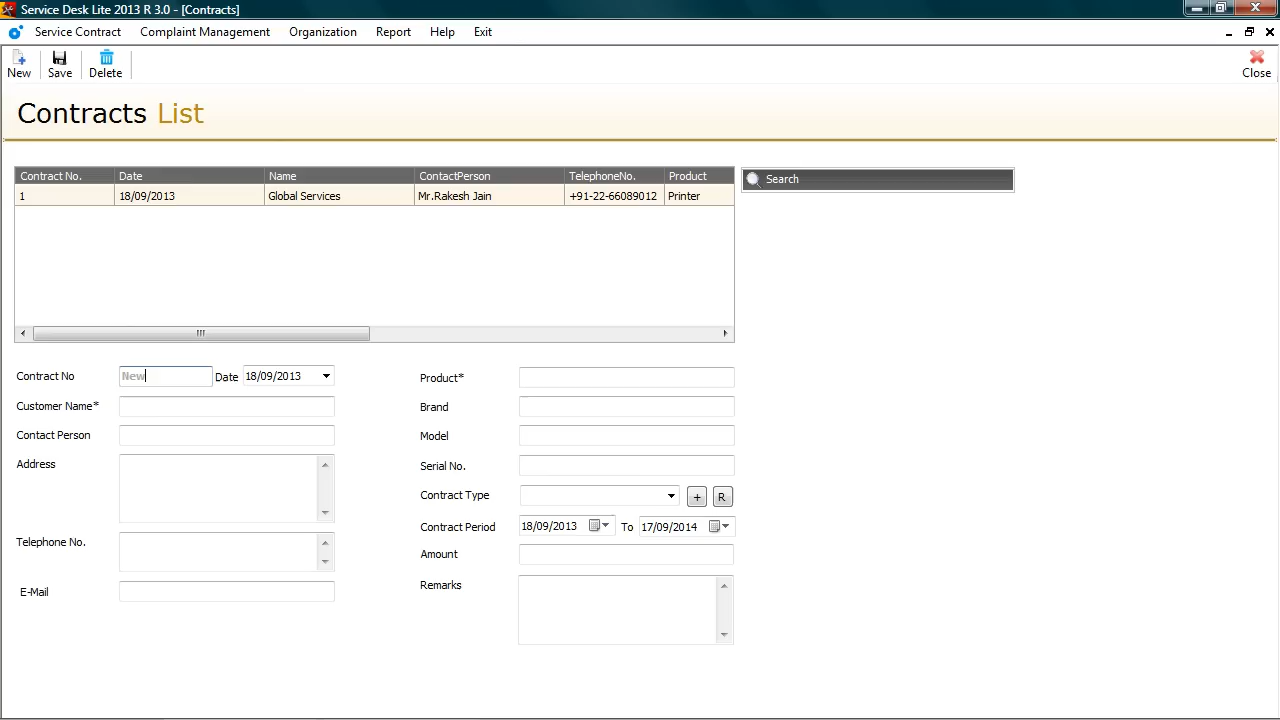 Service Desk Lite 2013 R 3.0 - [Contracts]
Service Contract Complaint Management Organization Report Help Exit
New Save Delete Close
Contracts List
Contract No. Date Name ContactPerson TelephoneNo. Product
1 18/09/2013 Global Services Mr.Rakesh Jain +91-22-66089012 Printer
Search
Contract No New Date 18/09/2013
Customer Name*
Contact Person
Address
Telephone No.
E-Mail
Product*
Brand
Model
Serial No.
Contract Type + R
Contract Period 18/09/2013 To 17/09/2014
Amount
Remarks